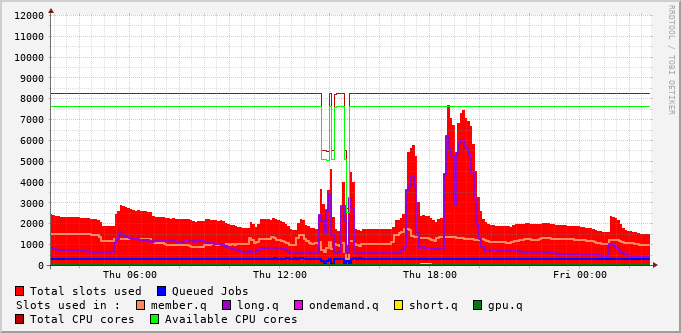 12000
11000
10000
9000
8000
7000
6000
5000
4000
3000
2000
1000
0
Thu 06:00 Thu 12:00 Thu 18:00 Fri 00:00
RRDTOOL / TOBI OETIKER
Total slots used Queued Jobs
Slots used in : member.q long.q ondemand.q short.q gpu.q
Total CPU cores Available CPU cores